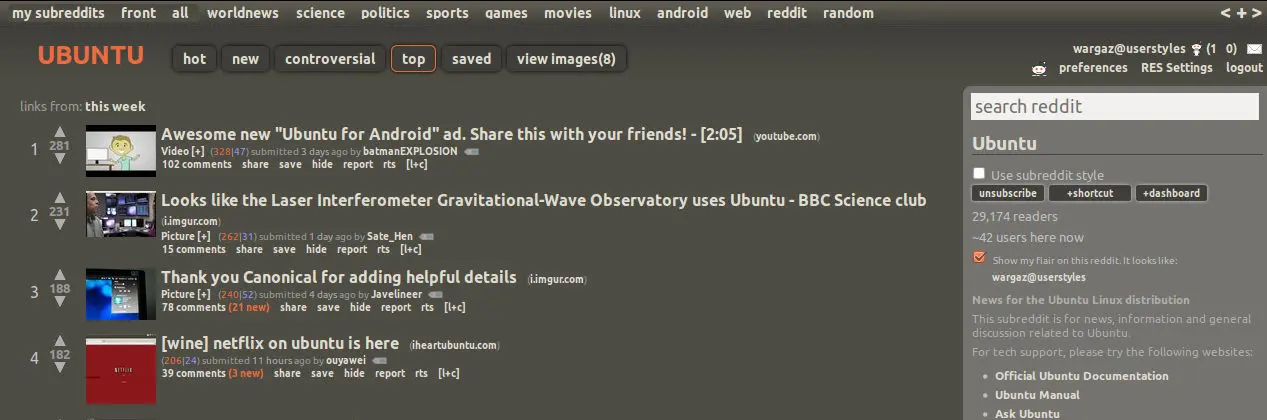 my subreddits front all worldnews science politics sports games movies linux android web reddit random < + >
UBUNTU hot new controversial top saved view images(8)
wargaz@userstyles (1 0)
preferences RES Settings logout
links from: this week
1 281 Awesome new "Ubuntu for Android" ad. Share this with your friends! - [2:05] (youtube.com)
Video [+] (328|47) submitted 3 days ago by batmanEXPLOSION
102 comments share save hide report rts [l+c]
2 231 Looks like the Laser Interferometer Gravitational-Wave Observatory uses Ubuntu - BBC Science club
(i.imgur.com)
Picture [+] (262|31) submitted 1 day ago by Sate_Hen
15 comments share save hide report rts [l+c]
3 188 Thank you Canonical for adding helpful details (i.imgur.com)
Picture [+] (240|52) submitted 4 days ago by Javelineer
78 comments (21 new) share save hide report rts [l+c]
4 182 [wine] netflix on ubuntu is here (iheartubuntu.com)
(206|24) submitted 11 hours ago by ouyawei
39 comments (3 new) share save hide report rts [l+c]
NETFLIX
search reddit
Ubuntu
Use subreddit style
unsubscribe +shortcut +dashboard
29,174 readers
~42 users here now
Show my flair on this reddit. It looks like:
wargaz@userstyles
News for the Ubuntu Linux distribution
This subreddit is for news, information and general
discussion related to Ubuntu.
For tech support, please try the following websites:
• Official Ubuntu Documentation
• Ubuntu Manual
• Ask Ubuntu